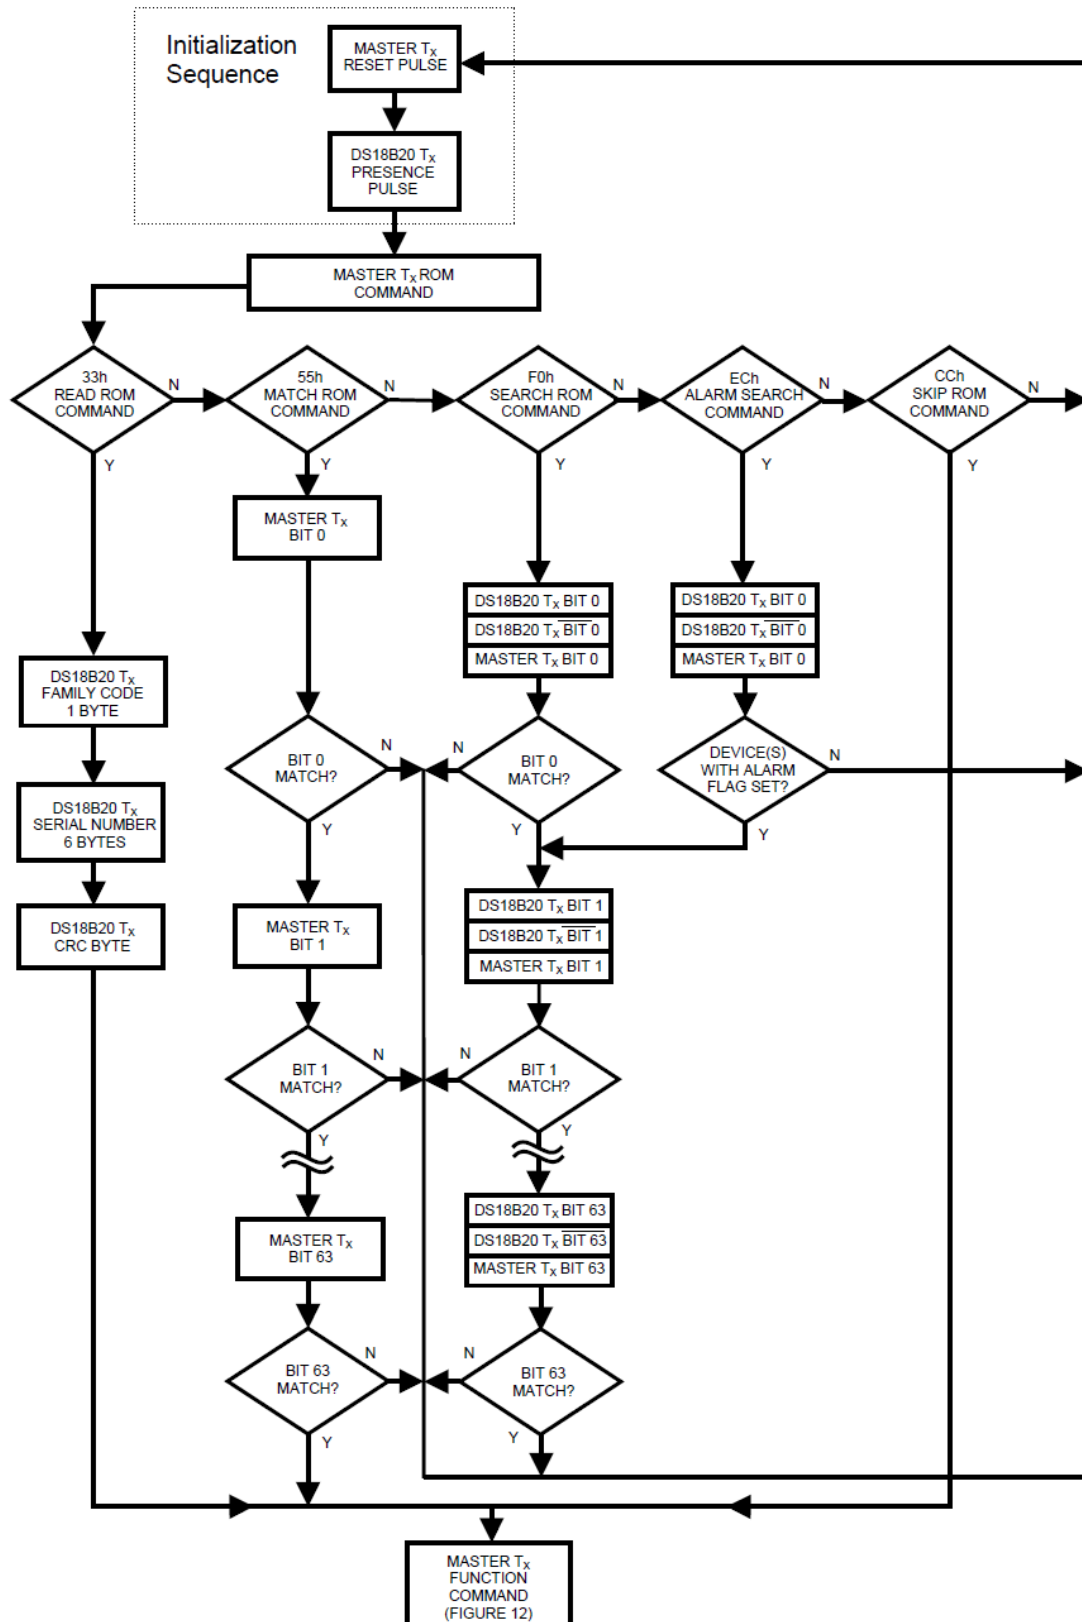 Initialization
Sequence
MASTER TX
RESET PULSE
DS18B20 TX
PRESENCE
PULSE
MASTER TX ROM
COMMAND
33h
READ ROM
COMMAND
N
Y
55h
MATCH ROM
COMMAND
N
Y
F0h
SEARCH ROM
COMMAND
N
Y
ECh
ALARM SEARCH
COMMAND
N
Y
CCh
SKIP ROM
COMMAND
N
Y
MASTER TX
BIT 0
DS18B20 TX BIT 0
DS18B20 TX BIT 0
MASTER TX BIT 0
DS18B20 TX BIT 0
DS18B20 TX BIT 0
MASTER TX BIT 0
DS18B20 TX
FAMILY CODE
1 BYTE
BIT 0
MATCH?
N
Y
BIT 0
MATCH?
N
Y
DEVICE(S)
WITH ALARM
FLAG SET?
N
Y
DS18B20 TX
SERIAL NUMBER
6 BYTES
DS18B20 TX
CRC BYTE
MASTER TX
BIT 1
DS18B20 TX BIT 1
DS18B20 TX BIT 1
MASTER TX BIT 1
BIT 1
MATCH?
N
Y
BIT 1
MATCH?
N
Y
MASTER TX
BIT 63
DS18B20 TX BIT 63
DS18B20 TX BIT 63
MASTER TX BIT 63
BIT 63
MATCH?
N
Y
BIT 63
MATCH?
N
Y
MASTER TX
FUNCTION
COMMAND
(FIGURE 12)